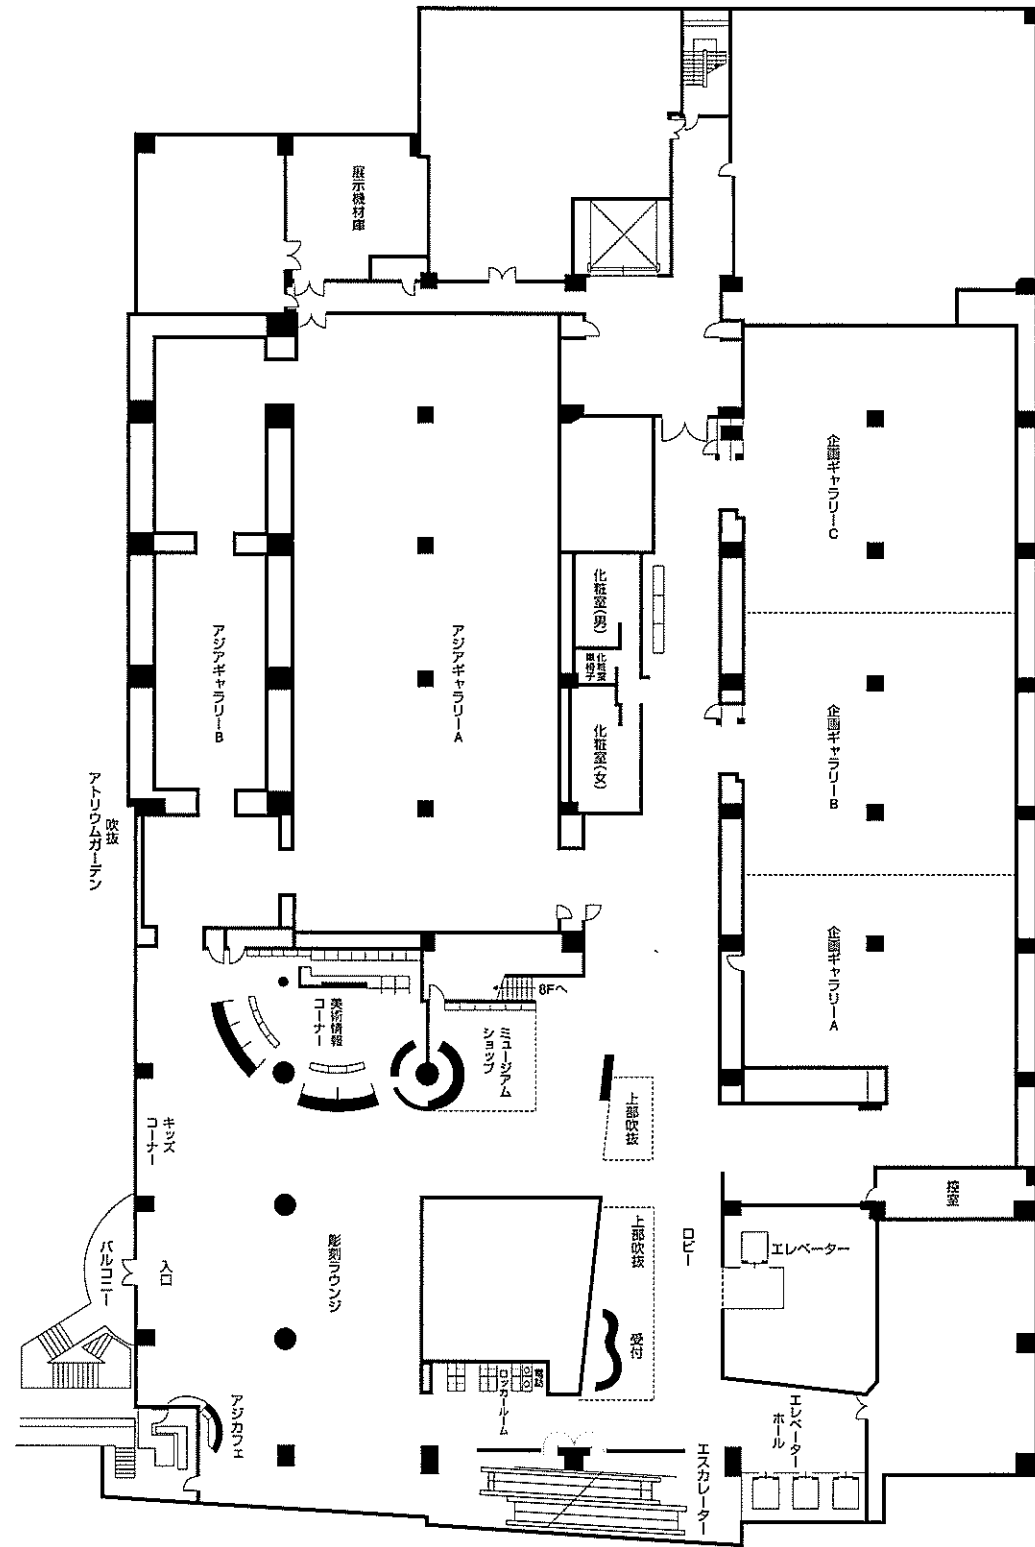 展示機材庫
企画ギャラリーC
化粧室(男)
化粧室
車椅子
アジアギャラリーB
アジアギャラリーA
化粧室(女)
企画ギャラリーB
吹抜
アトリウムガーデン
企画ギャラリーA
8Fへ
美術情報
コーナー
ミュージアム
ショップ
上部吹抜
キッズ
コーナー
控室
上部吹抜
ロビー
エレベーター
バルコニー
入口
彫刻ラウンジ
受付
電話
ロッカールーム
アジカフェ
エレベーター
ホール
エスカレーター